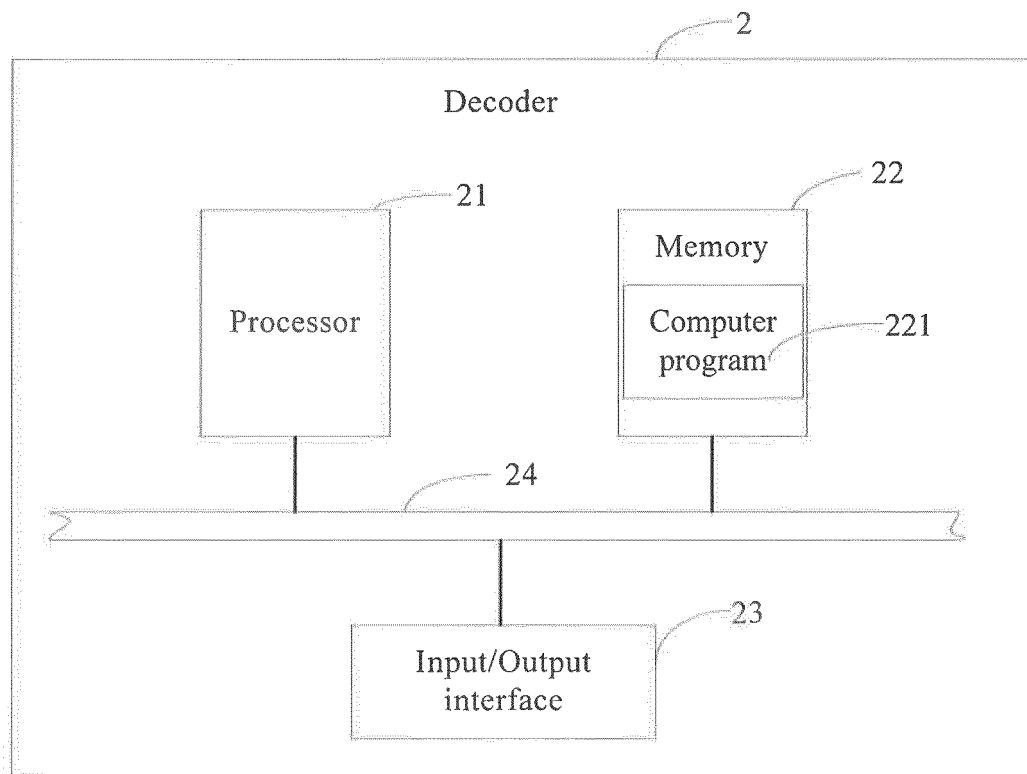 2
Decoder
21
22
Processor
Memory
Computer
program
221
24
23
Input/Output
interface